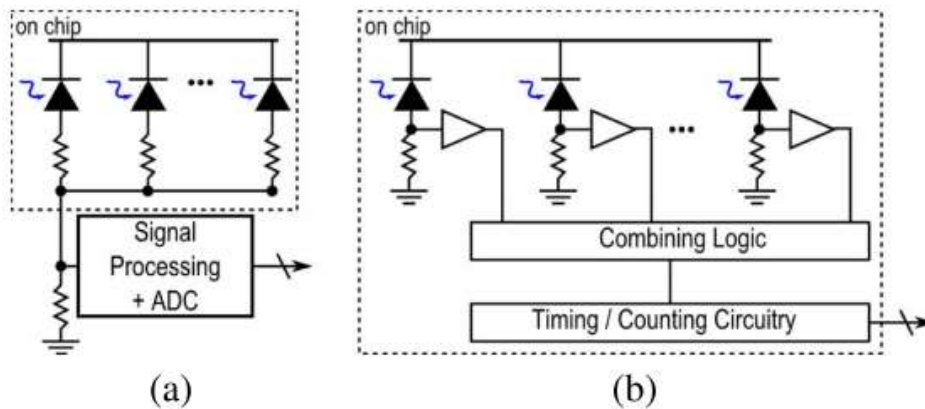 on chip
•••
Signal
Processing
+ ADC
(a)
on chip
•••
Combining Logic
Timing / Counting Circuitry
(b)